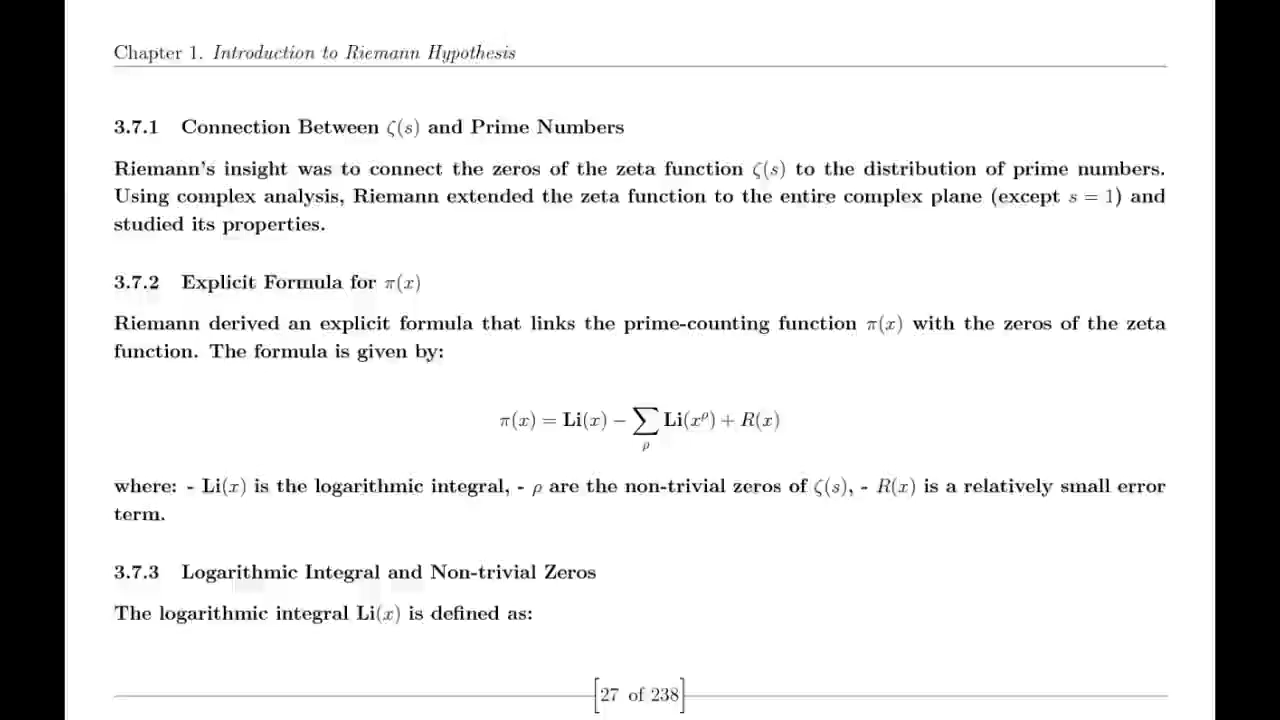 Chapter 1. Introduction to Riemann Hypothesis
3.7.1 Connection Between ζ(s) and Prime Numbers
Riemann's insight was to connect the zeros of the zeta function ζ(s) to the distribution of prime numbers.
Using complex analysis, Riemann extended the zeta function to the entire complex plane (except s = 1) and
studied its properties.
3.7.2 Explicit Formula for π(x)
Riemann derived an explicit formula that links the prime-counting function π(x) with the zeros of the zeta
function. The formula is given by:
π(x) = Li(x) − ∑ρ Li(x^ρ) + R(x)
where: - Li(x) is the logarithmic integral, - ρ are the non-trivial zeros of ζ(s), - R(x) is a relatively small error
term.
3.7.3 Logarithmic Integral and Non-trivial Zeros
The logarithmic integral Li(x) is defined as:
[27 of 238]